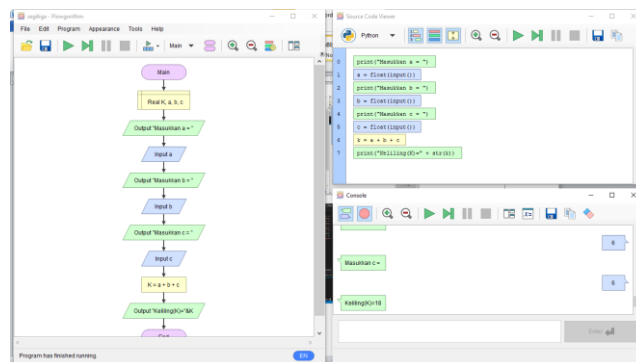 segitiga - Flowgorithm
File Edit Program Appearance Tools Help
Main
Main
Real K, a, b, c
Output "Masukkan a = "
Input a
Output "Masukkan b = "
Input b
Output "Masukkan c = "
Input c
K = a + b + c
Output "Keliling(K)="&K
End
Program has finished running.
EN
Source Code Viewer
Python
0 print("Masukkan a = ")
1 a = float(input())
2 print("Masukkan b = ")
3 b = float(input())
4 print("Masukkan c = ")
5 c = float(input())
6 k = a + b + c
7 print("Keliling(K)=" + str(k))
Console
6
Masukkan c =
6
Keliling(K)=18
Enter